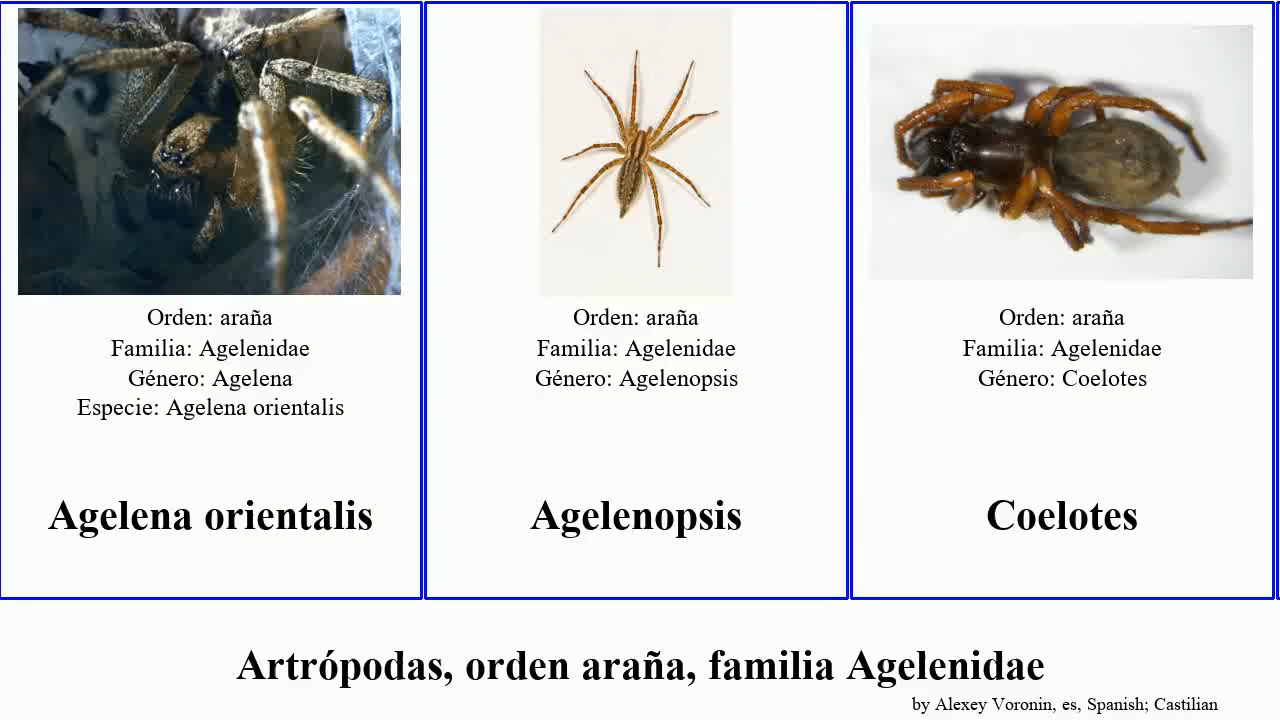 Orden: araña
Familia: Agelenidae
Género: Agelena
Especie: Agelena orientalis
Agelena orientalis
Orden: araña
Familia: Agelenidae
Género: Agelenopsis
Agelenopsis
Orden: araña
Familia: Agelenidae
Género: Coelotes
Coelotes
Artrópodas, orden araña, familia Agelenidae
by Alexey Voronin, es, Spanish; Castilian